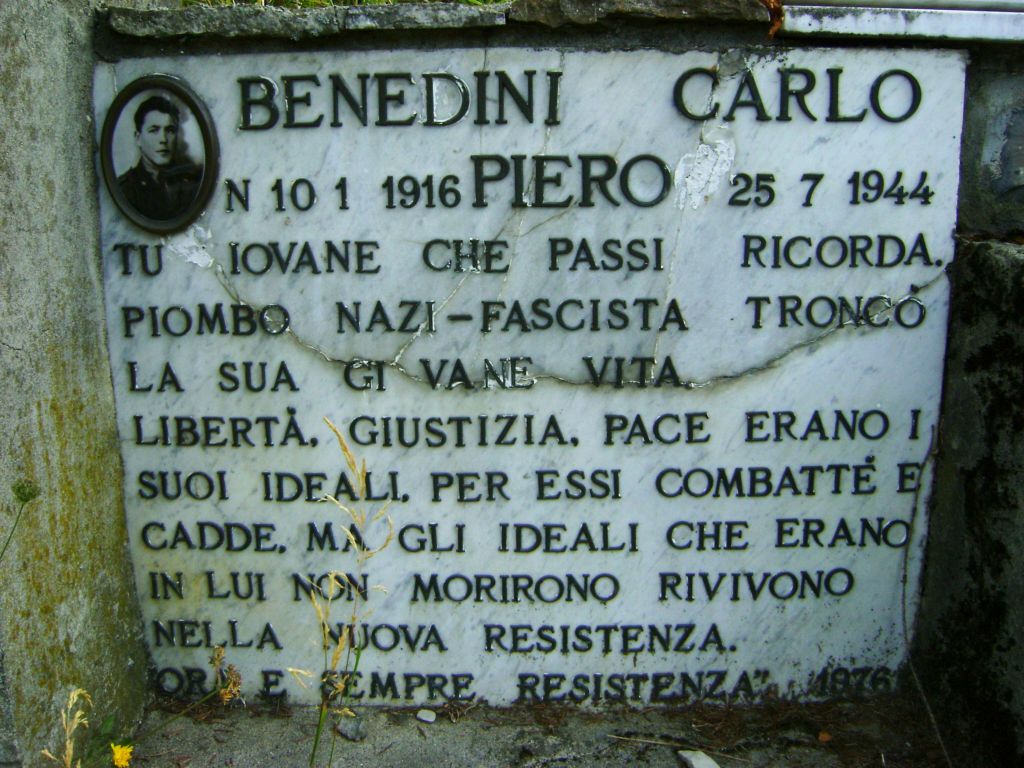 BENEDINI CARLO
N 10 1 1916 PIERO 25 7 1944
TU IOVANE CHE PASSI RICORDA.
PIOMBO NAZI-FASCISTA TRONCÒ
LA SUA GI VANE VITA.
LIBERTÀ, GIUSTIZIA, PACE ERANO I
SUOI IDEALI, PER ESSI COMBATTÉ E
CADDE, MA GLI IDEALI CHE ERANO
IN LUI NON MORIRONO RIVIVONO
NELLA NUOVA RESISTENZA.
ORA E SEMPRE RESISTENZA" 1976